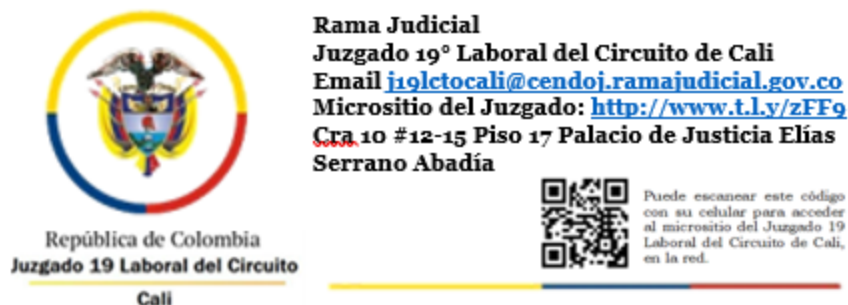 Rama Judicial
Juzgado 19° Laboral del Circuito de Cali
Email j19lctocali@cendoj.ramajudicial.gov.co
Micrositio del Juzgado: http://www.t.l.y/zFF9
Cra 10 #12-15 Piso 17 Palacio de Justicia Elías
Serrano Abadía
Puede escanear este código
con su celular para acceder
al micrositio del Juzgado 19
Laboral del Circuito de Cali,
en la red.
República de Colombia
Juzgado 19 Laboral del Circuito
Cali